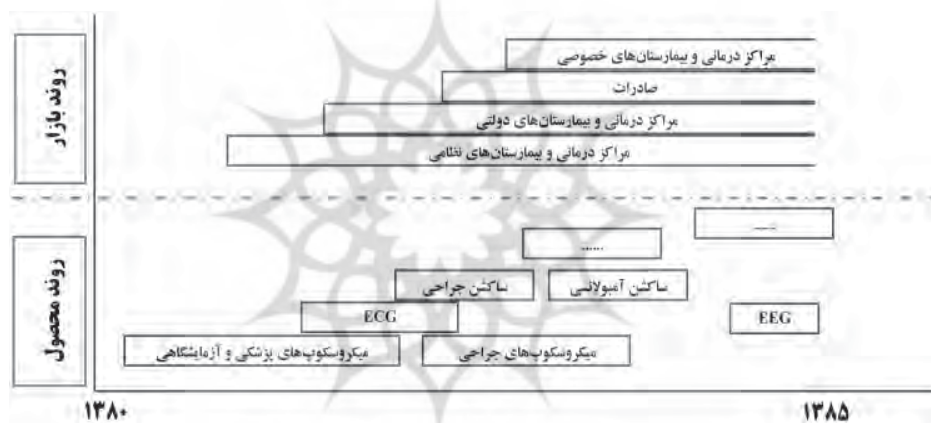 روند بازار
مراکز درمانی و بیمارستان‌های خصوصی
صادرات
مراکز درمانی و بیمارستان‌های دولتی
مراکز درمانی و بیمارستان‌های نظامی
روند محصول
......
......
ساکشن جراحی
ساکشن آمبولانسی
ECG
EEG
میکروسکوپ‌های پزشکی و آزمایشگاهی
میکروسکوپ‌های جراحی
۱۳۸۰
۱۳۸۵